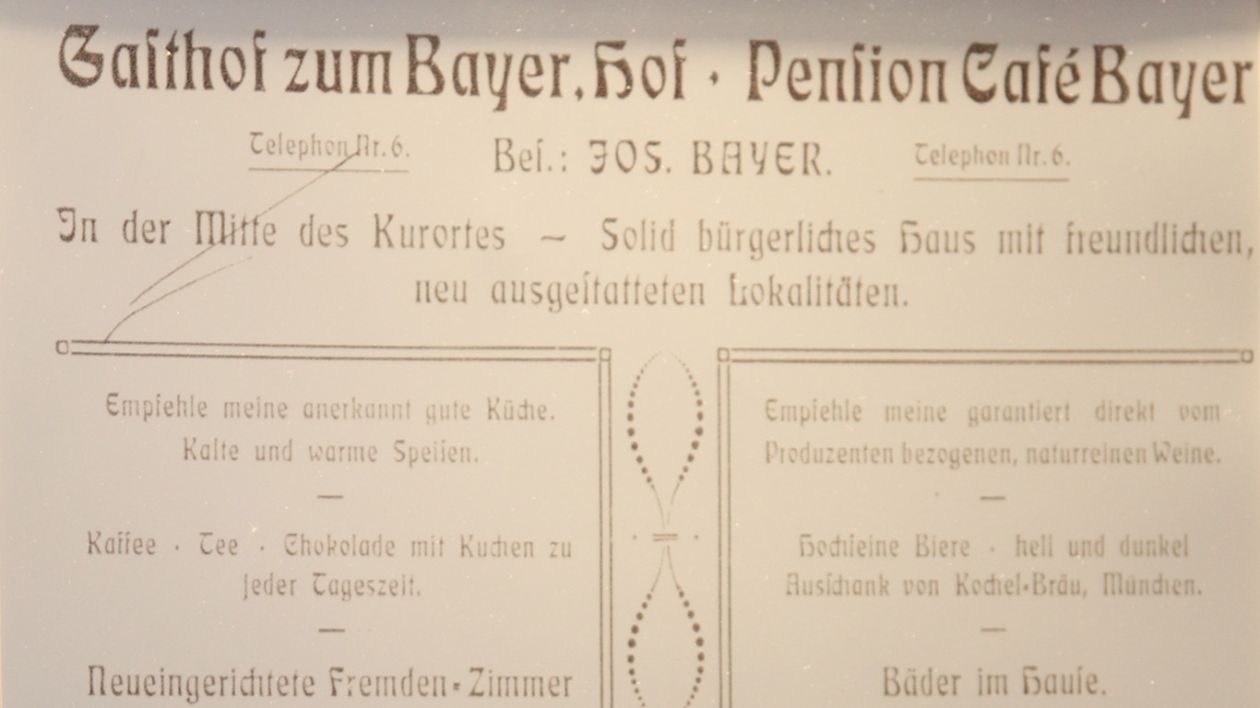 Gasthof zum Bayer. Hof · Pension Café Bayer
Telephon Nr. 6. Bes.: JOS. BAYER. Telephon Nr. 6.
In der Mitte des Kurortes – Solid bürgerliches Haus mit freundlichen,
neu ausgestatteten Lokalitäten.
Empfehle meine anerkannt gute Küche.
Kalte und warme Speisen.
—
Kaffee · Tee · Chokolade mit Kuchen zu
jeder Tageszeit.
—
Neueingerichtete Fremden-Zimmer
Empfehle meine garantiert direkt vom
Produzenten bezogenen, naturreinen Weine.
—
Hochfeine Biere · hell und dunkel
Ausschank von Kochel-Bräu, München.
—
Bäder im Hause.